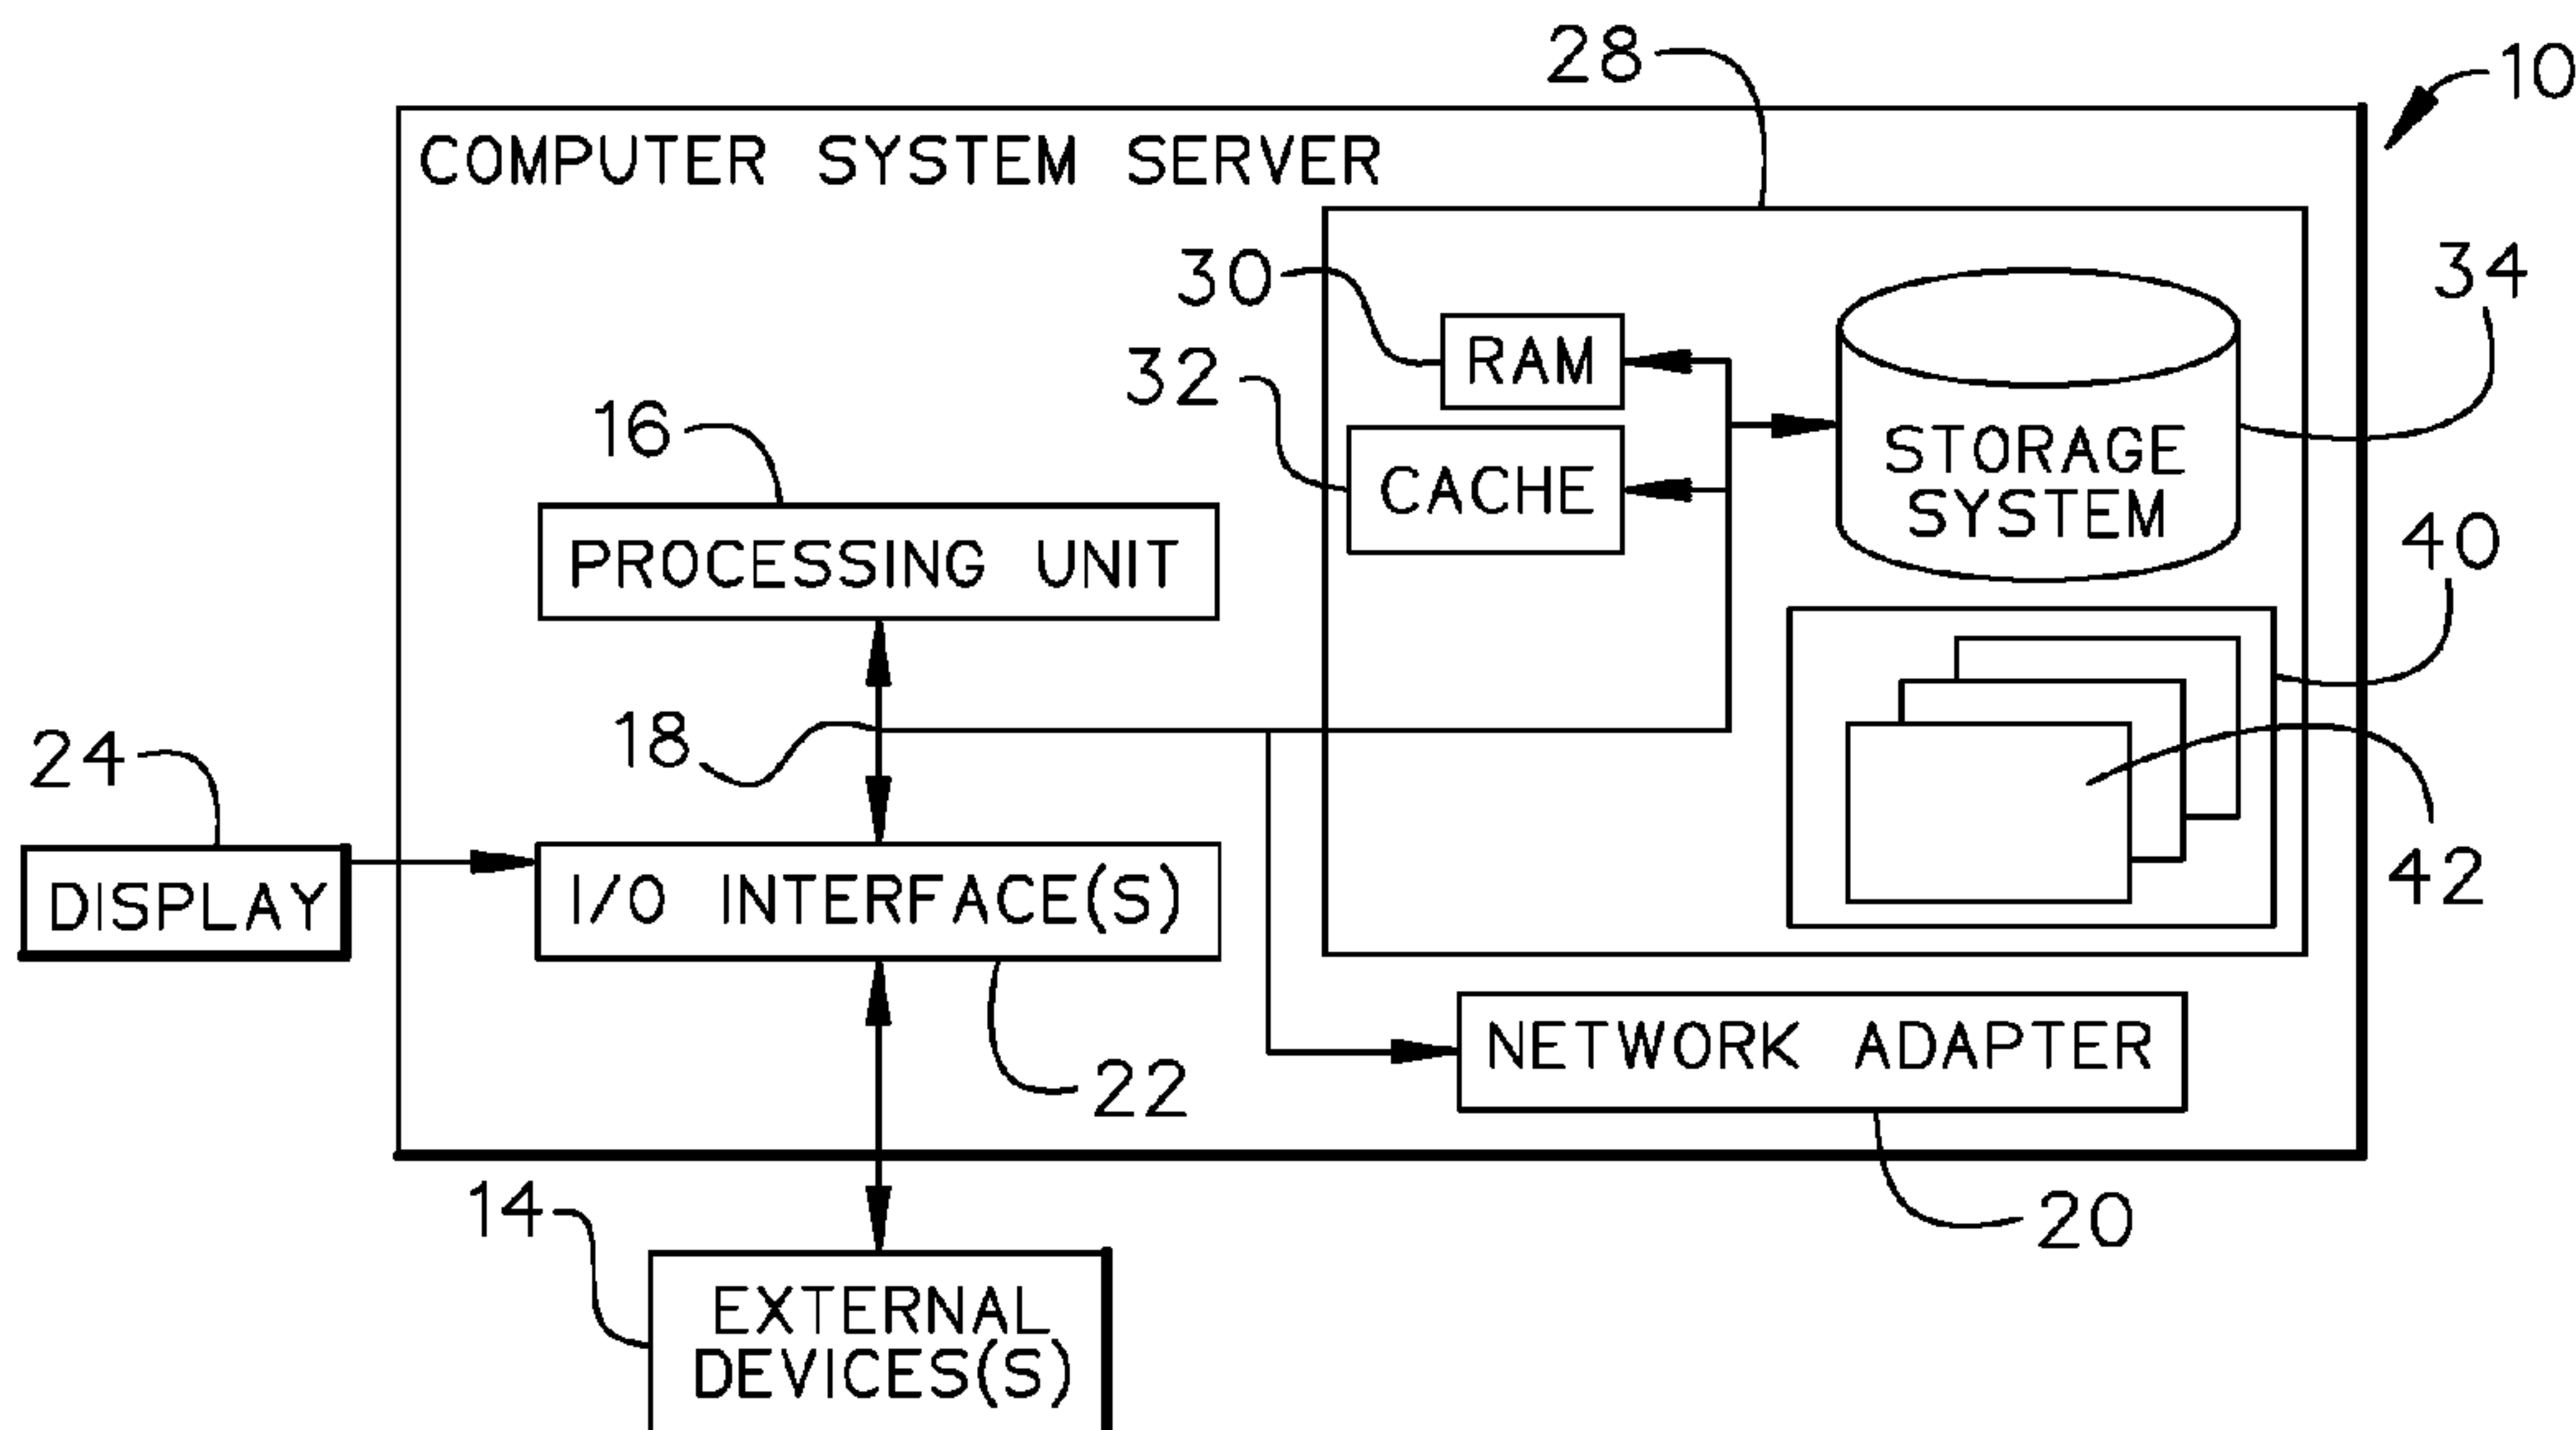 28
10
COMPUTER SYSTEM SERVER
30
34
RAM
32
16
STORAGE
CACHE
SYSTEM
40
PROCESSING UNIT
18
24
42
DISPLAY
I/O INTERFACE(S)
NETWORK ADAPTER
22
14
20
EXTERNAL
DEVICES(S)